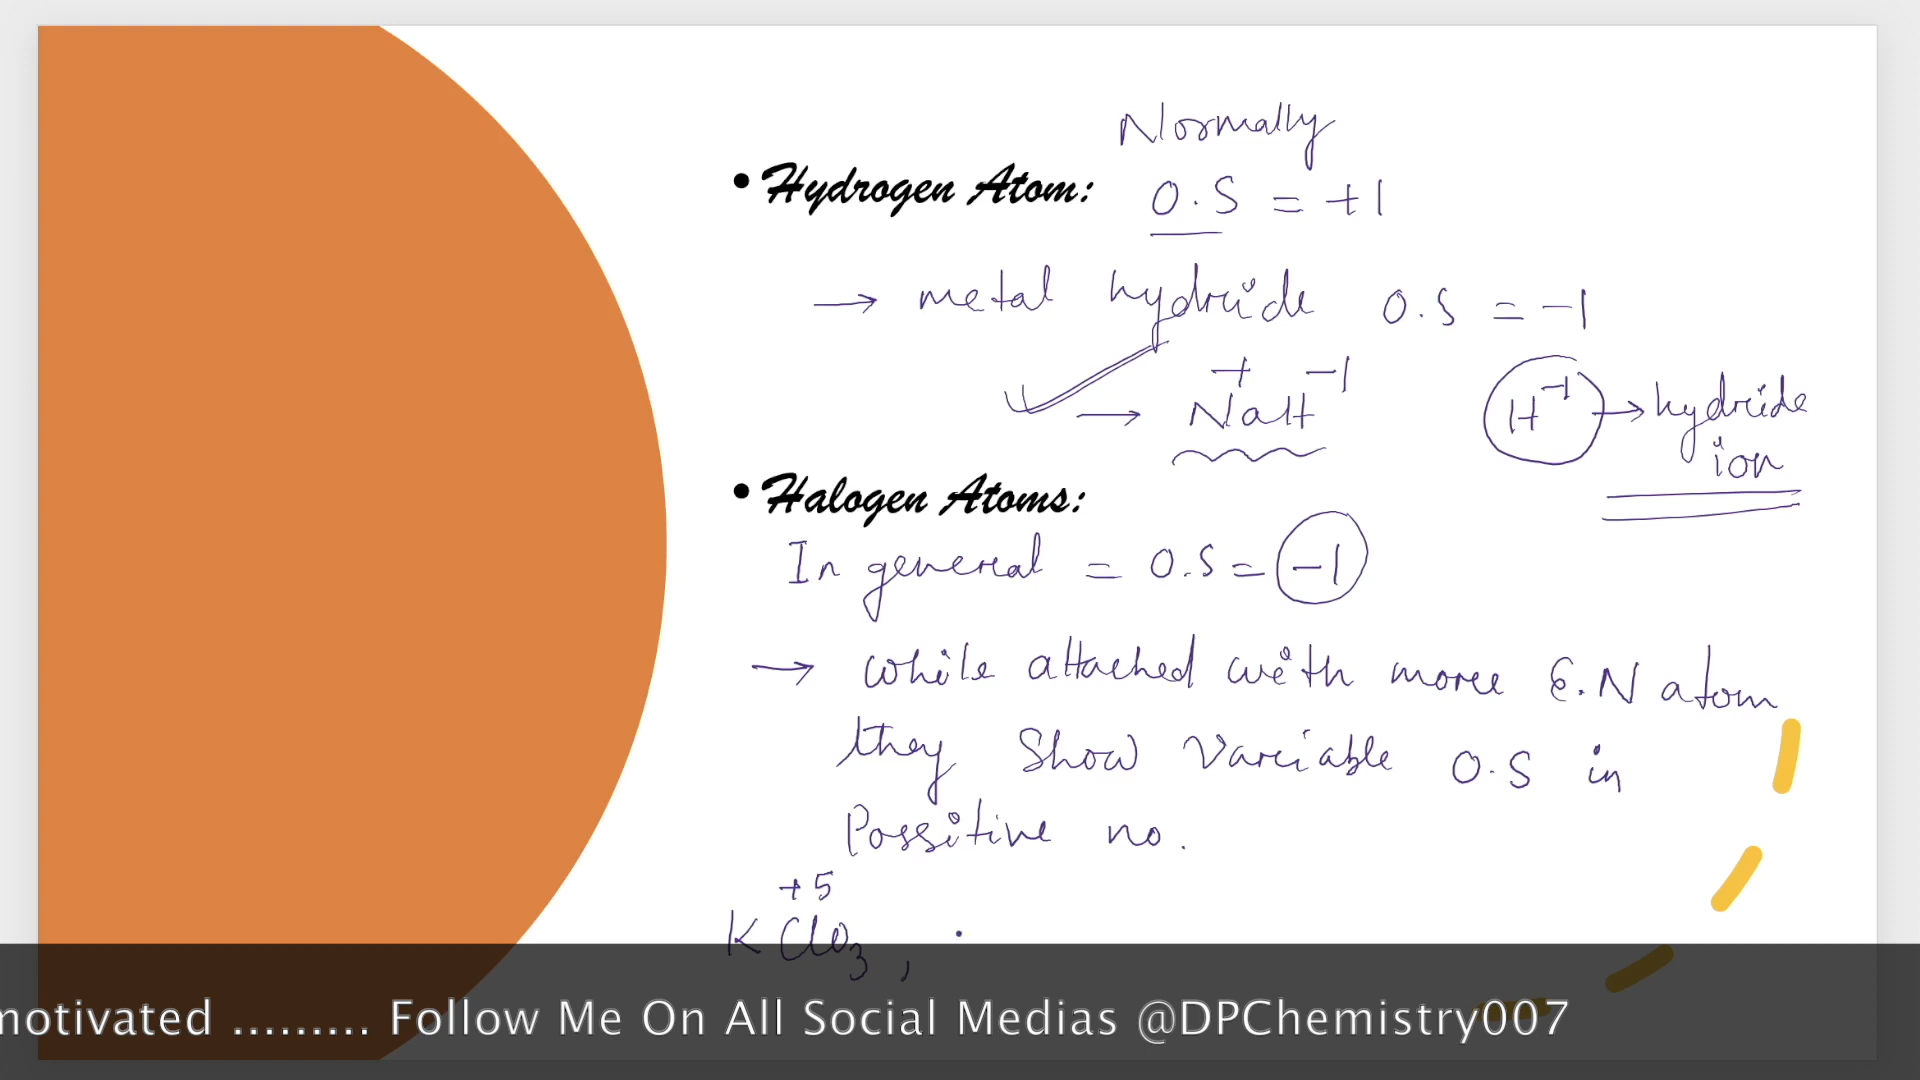 Normally
• Hydrogen Atom: O.S = +1
→ metal hydride O.S = -1
+ -1
→ NaH H⁻¹ → hydride
ion
• Halogen Atoms:
In general = O.S = -1
→ while attached with more E.N atom
they Show Variable O.S in
Possitive no.
+5
KClO₃,
motivated ......... Follow Me On All Social Medias @DPChemistry007